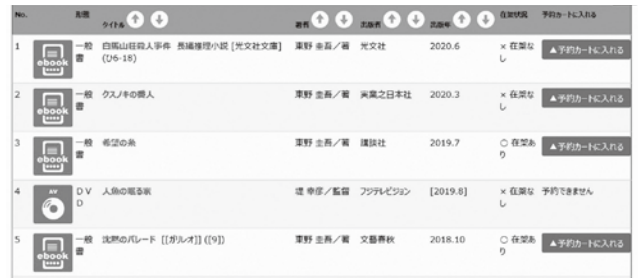 No. 形態 タイトル 著者 出版者 出版年 在架状況 予約カートに入れる
1 ebook 一般書 白馬山荘殺人事件 長編推理小説 [光文社文庫] (ひ6-18) 東野 圭吾／著 光文社 2020.6 × 在架なし ▲予約カートに入れる
2 ebook 一般書 クスノキの番人 東野 圭吾／著 実業之日本社 2020.3 × 在架なし ▲予約カートに入れる
3 ebook 一般書 希望の糸 東野 圭吾／著 講談社 2019.7 ○ 在架あり ▲予約カートに入れる
4 AV DVD 人魚の眠る家 堤 幸彦／監督 フジテレビジョン [2019.8] × 在架なし 予約できません
5 ebook 一般書 沈黙のパレード [[ガリレオ]] ([9]) 東野 圭吾／著 文藝春秋 2018.10 ○ 在架あり ▲予約カートに入れる